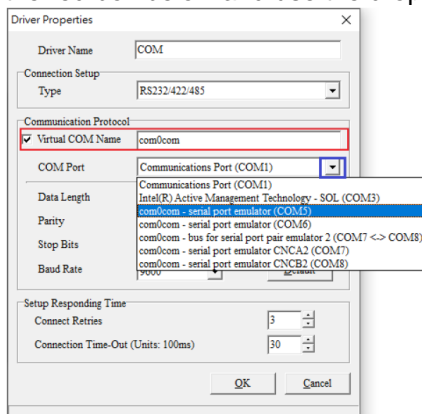 Driver Properties
Driver Name COM
Connection Setup
Type RS232/422/485
Communication Protocol
Virtual COM Name com0com
COM Port Communications Port (COM1)
Communications Port (COM1)
Data Length Intel(R) Active Management Technology - SOL (COM3)
com0com - serial port emulator (COM5)
Parity com0com - serial port emulator (COM6)
com0com - bus for serial port pair emulator 2 (COM7 <-> COM8)
Stop Bits com0com - serial port emulator CNCA2 (COM7)
com0com - serial port emulator CNCB2 (COM8)
Baud Rate 9600 Default
Setup Responding Time
Connect Retries 3
Connection Time-Out (Units: 100ms) 30
OK Cancel